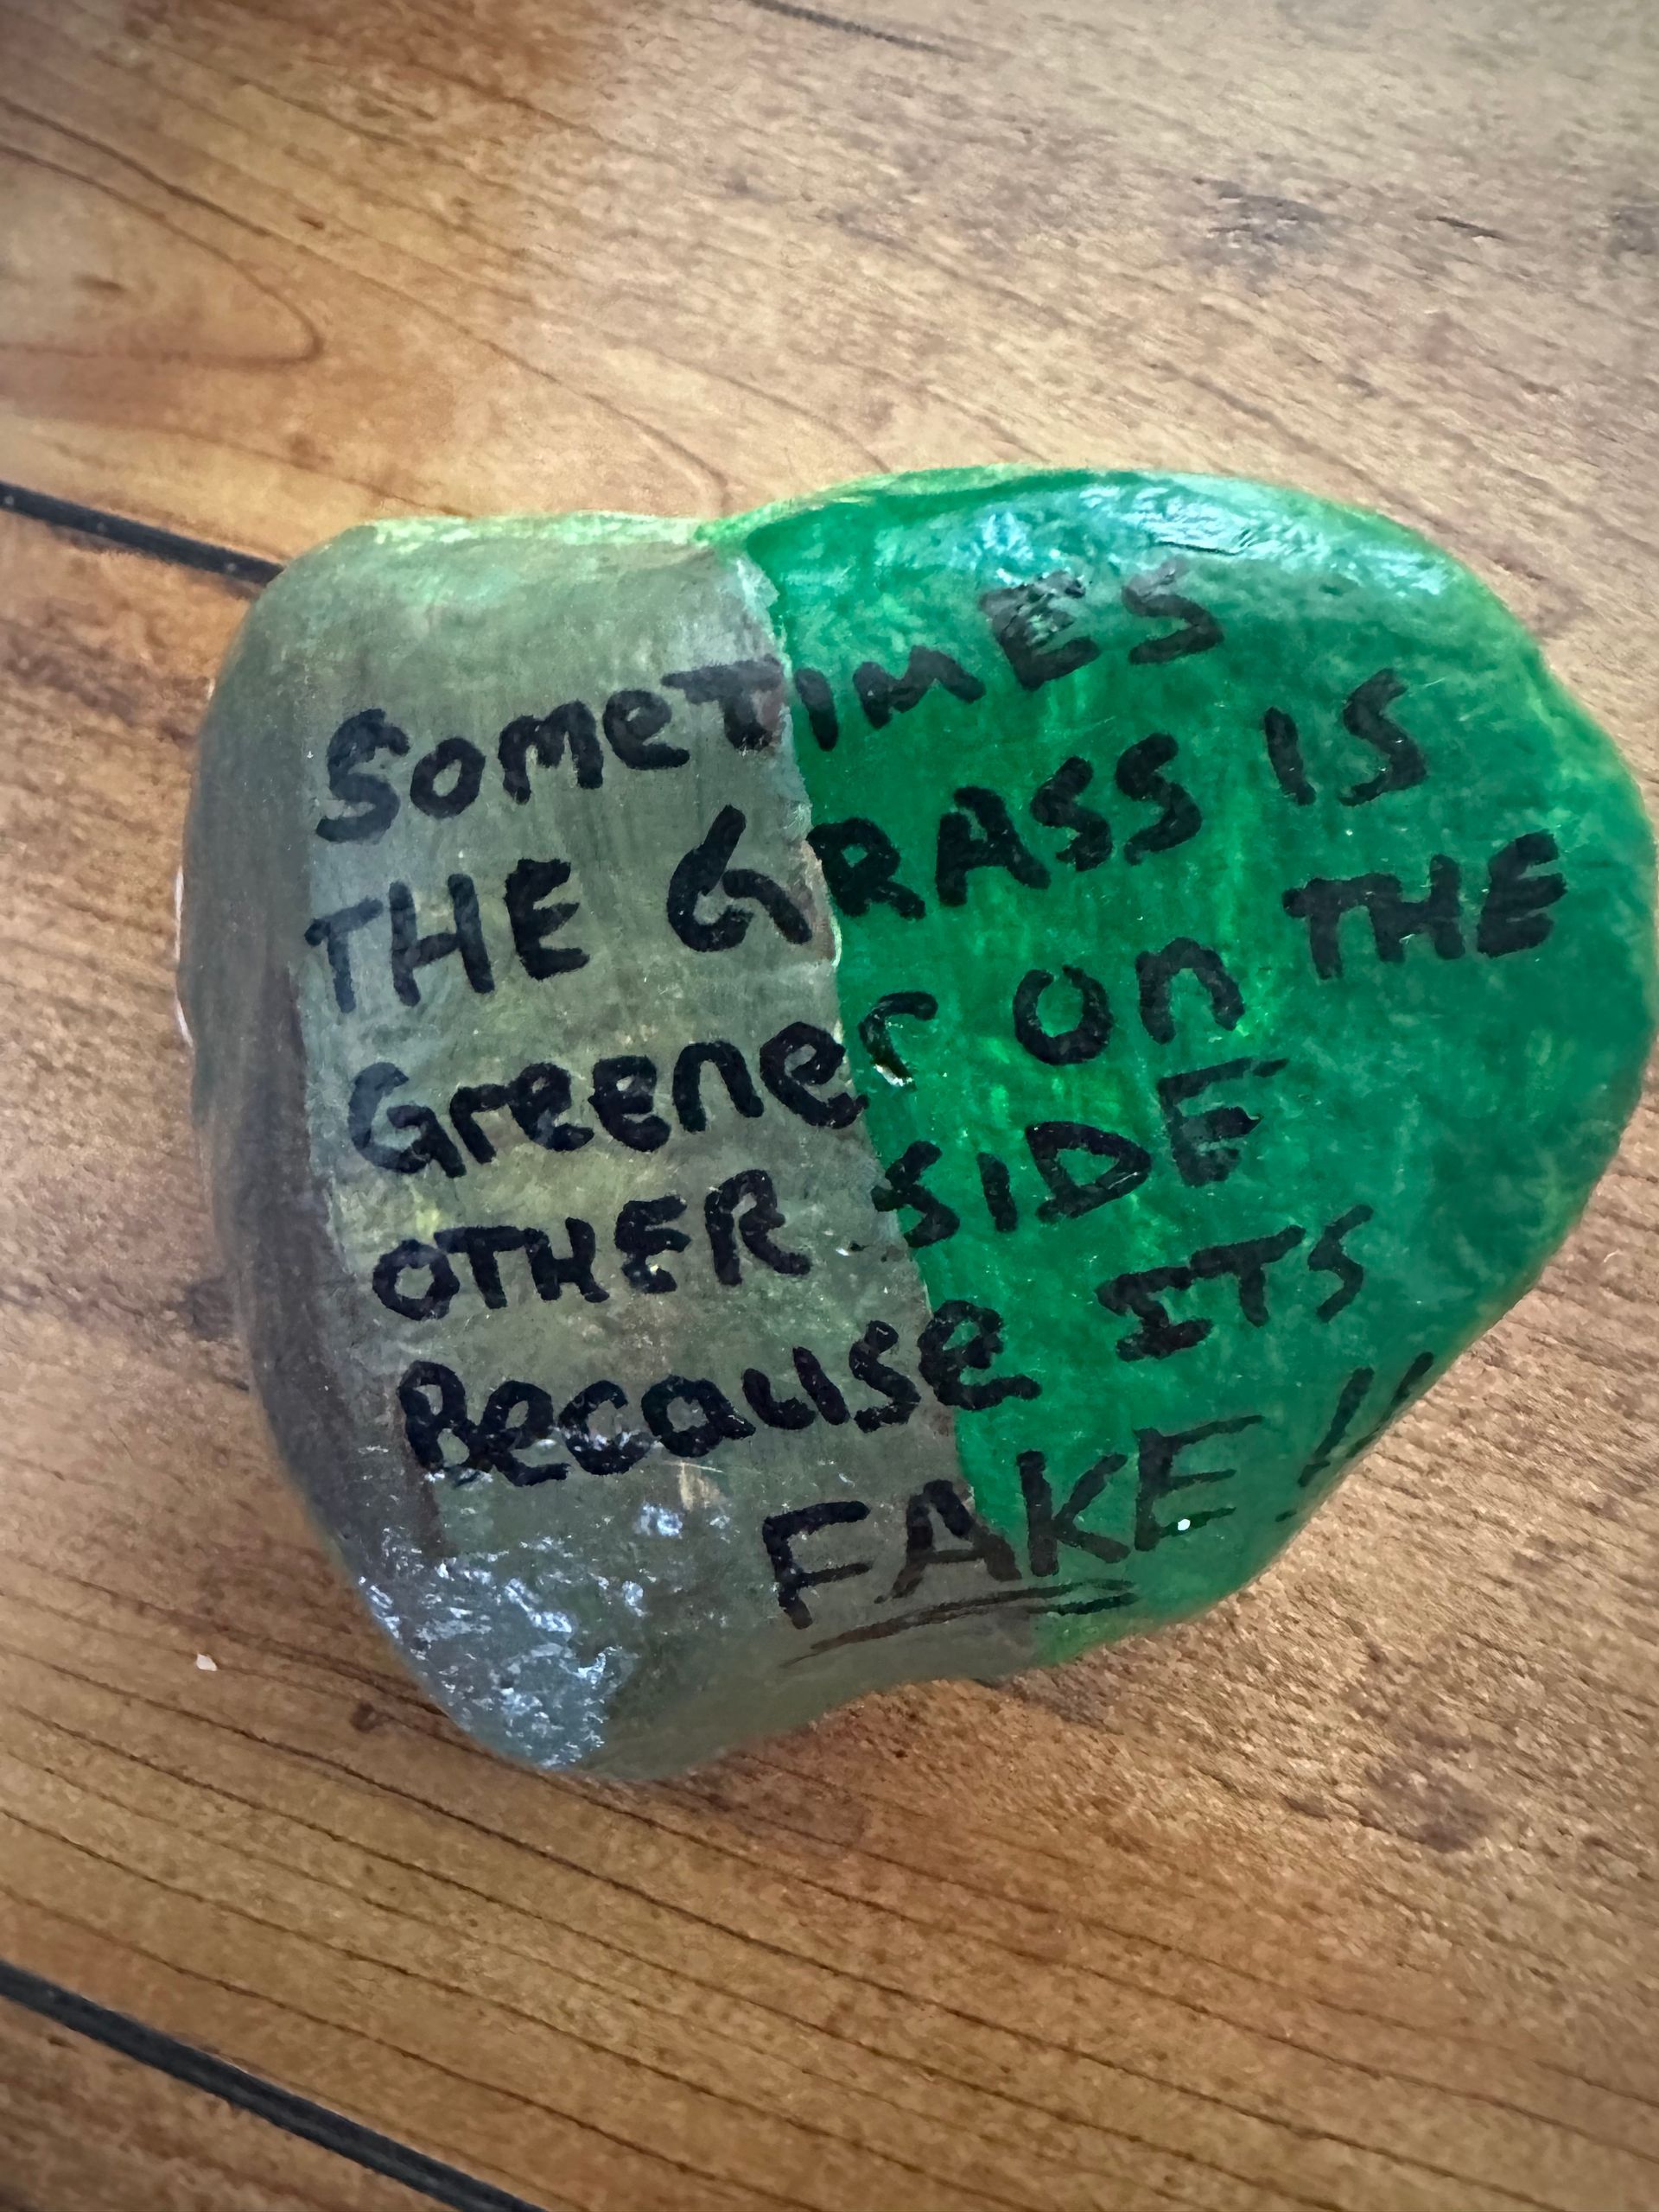 SomeTIMES
THE GRASS IS
Greener on THE
OTHER SIDE
Because ITS
FAKE!!